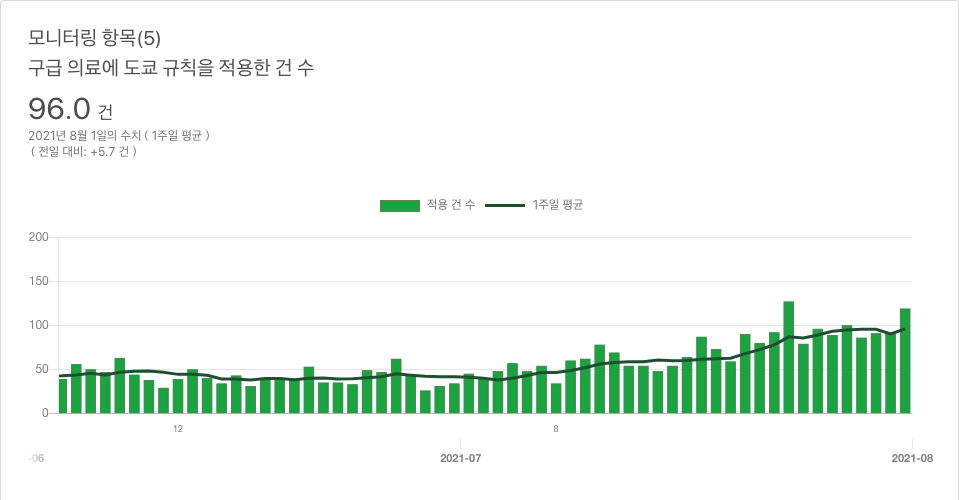 모니터링 항목(5)
구급 의료에 도쿄 규칙을 적용한 건 수
96.0 건
2021년 8월 1일의 수치 ( 1주일 평균 )
( 전일 대비: +5.7 건 )
적용 건 수 1주일 평균
200
150
100
50
0
12 8
-06 2021-07 2021-08